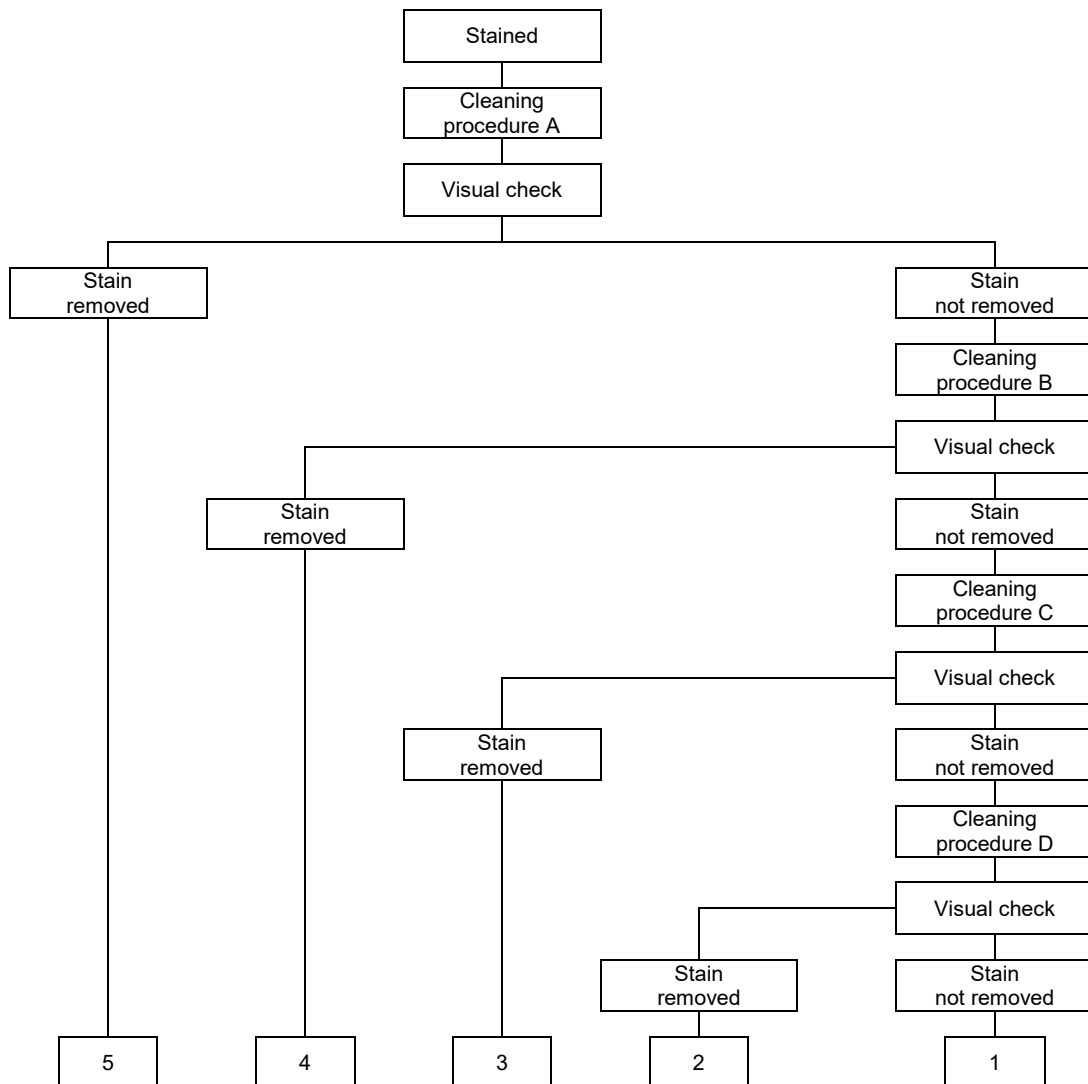 Stained
Cleaning
procedure A
Visual check
Stain
removed
Stain
not removed
Cleaning
procedure B
Visual check
Stain
removed
Stain
not removed
Cleaning
procedure C
Visual check
Stain
removed
Stain
not removed
Cleaning
procedure D
Visual check
Stain
removed
Stain
not removed
5
4
3
2
1